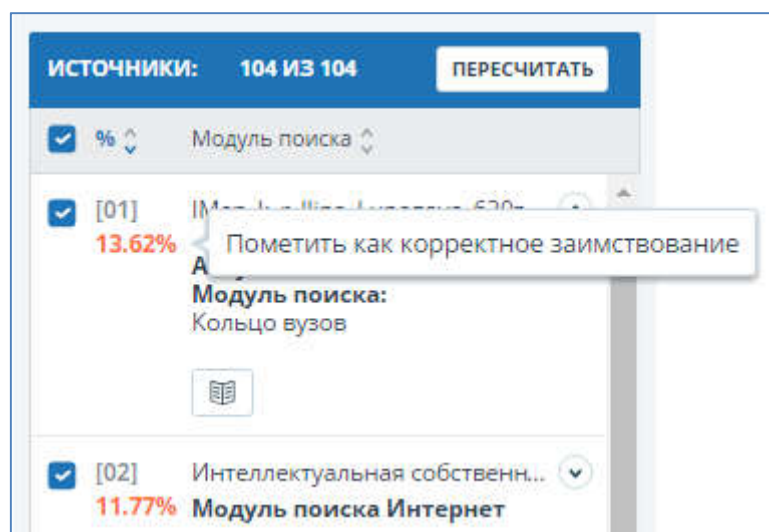 ИСТОЧНИКИ: 104 ИЗ 104 ПЕРЕСЧИТАТЬ
% Модуль поиска
[01]
13.62% Пометить как корректное заимствование
Модуль поиска:
Кольцо вузов
[02] Интеллектуальная собственн...
11.77% Модуль поиска Интернет